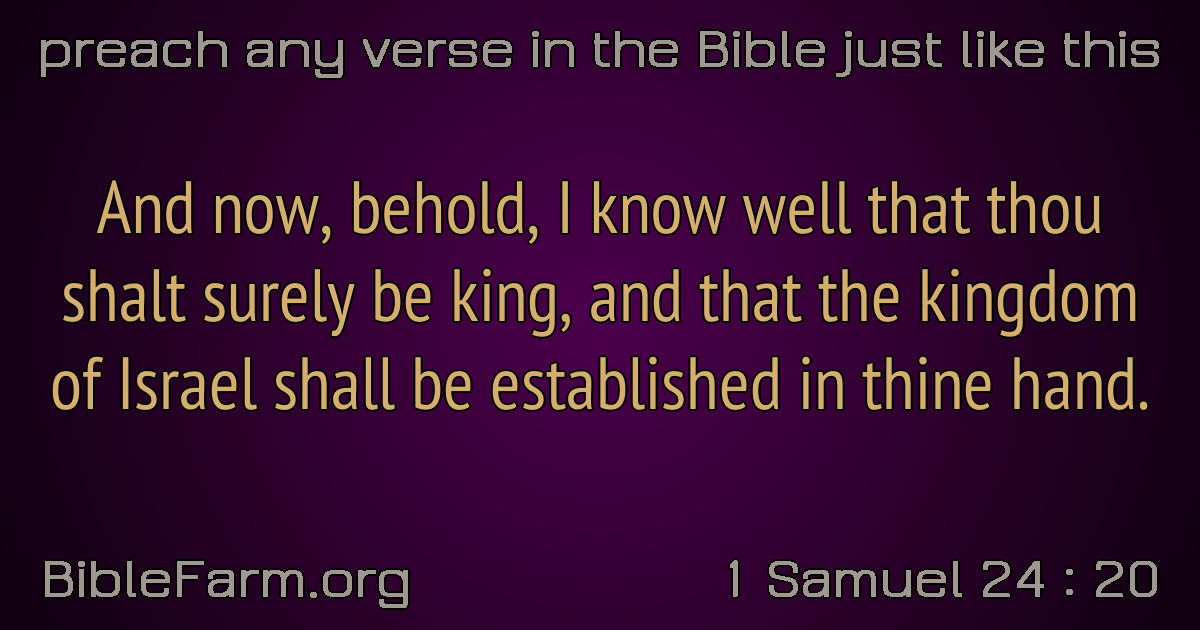 preach any verse in the Bible just like this
And now, behold, I know well that thou
shalt surely be king, and that the kingdom
of Israel shall be established in thine hand.
BibleFarm.org
1 Samuel 24 : 20